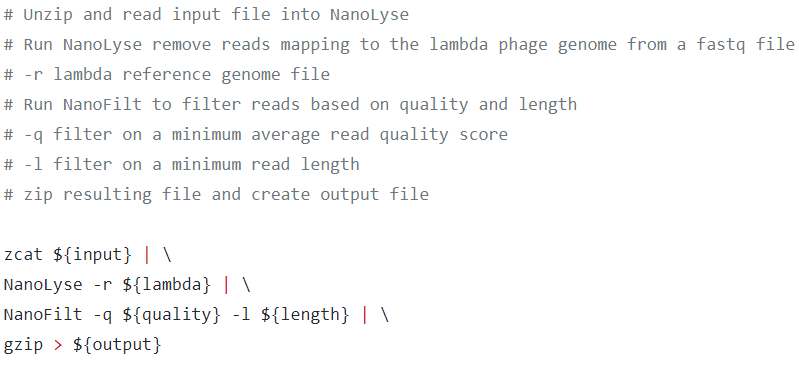 # Unzip and read input file into NanoLyse
# Run NanoLyse remove reads mapping to the lambda phage genome from a fastq file
# -r lambda reference genome file
# Run NanoFilt to filter reads based on quality and length
# -q filter on a minimum average read quality score
# -l filter on a minimum read length
# zip resulting file and create output file
zcat ${input} | \
NanoLyse -r ${lambda} | \
NanoFilt -q ${quality} -l ${length} | \
gzip > ${output}